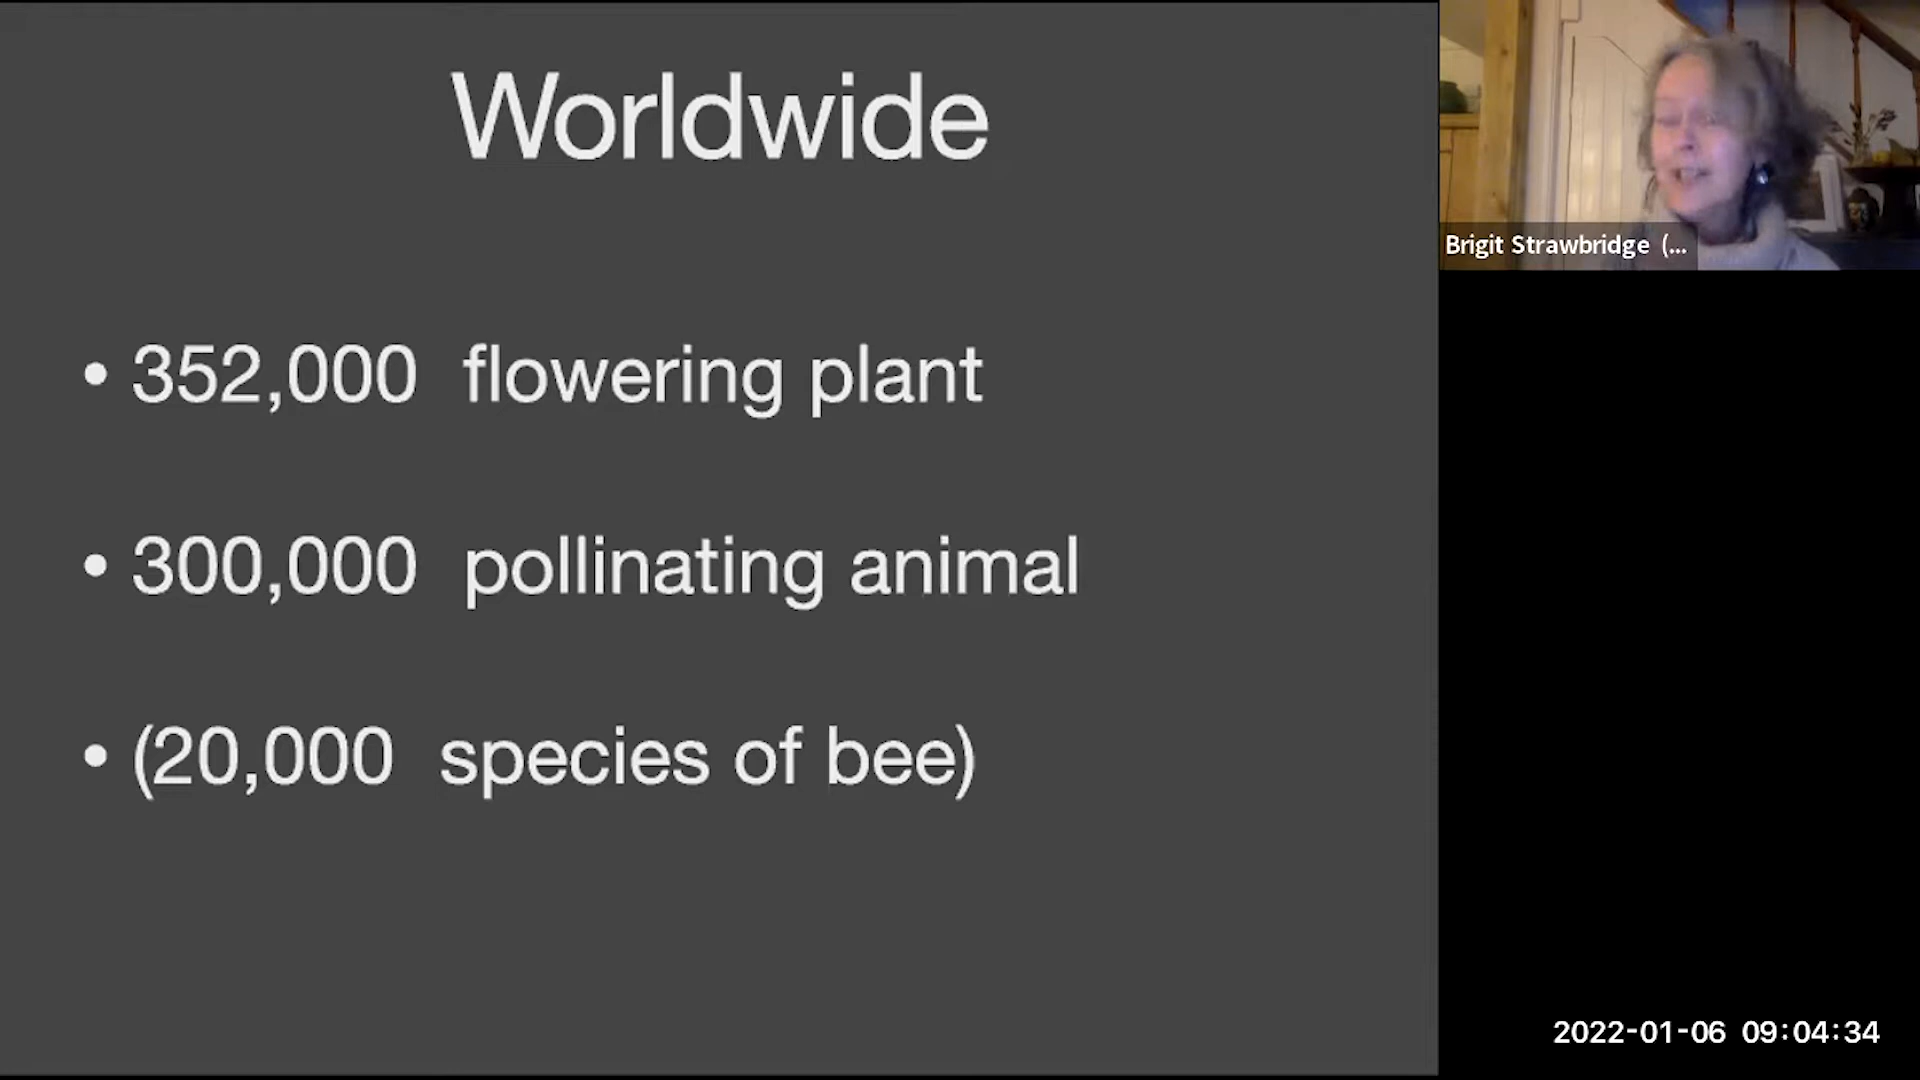 Worldwide
• 352,000 flowering plant
• 300,000 pollinating animal
• (20,000 species of bee)
Brigit Strawbridge (...
2022-01-06 09:04:34